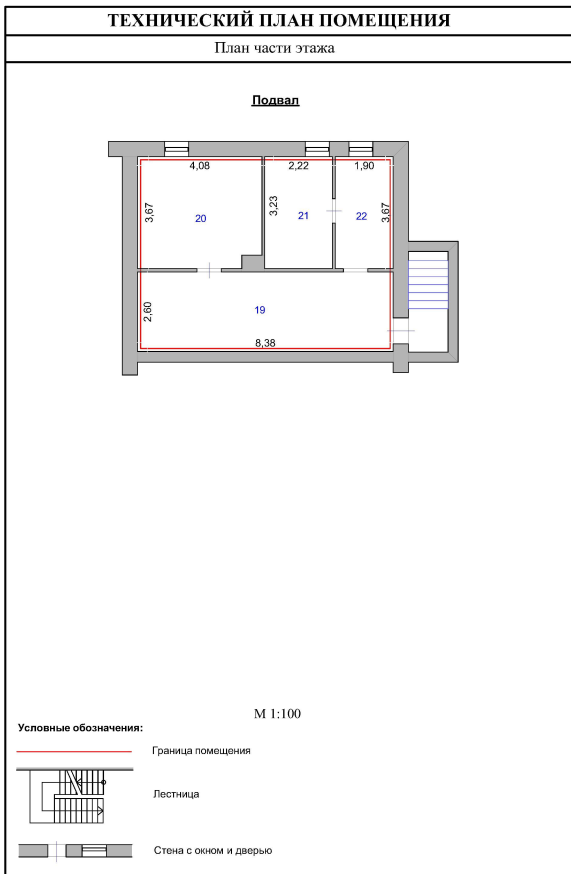 ТЕХНИЧЕСКИЙ ПЛАН ПОМЕЩЕНИЯ
План части этажа
Подвал
4,08
2,22
1,90
3,67
20
3,23
21
22
3,67
2,60
19
8,38
М 1:100
Условные обозначения:
Граница помещения
Лестница
Стена с окном и дверью